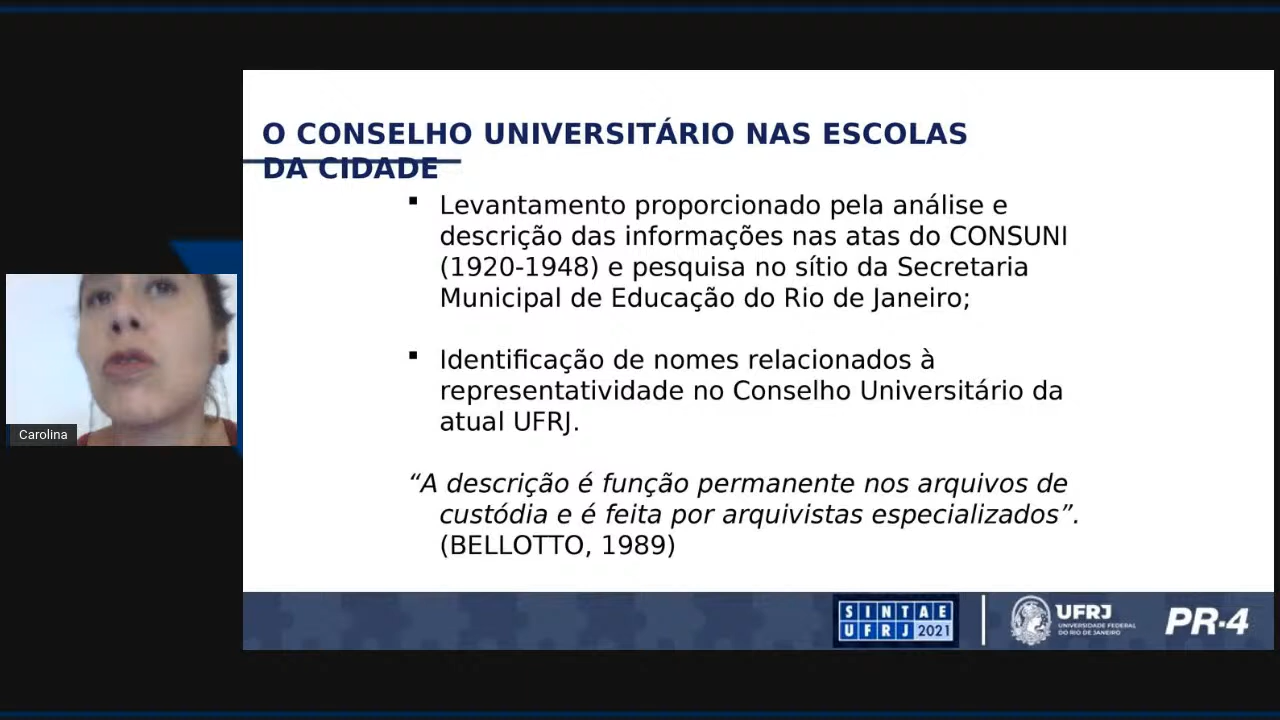 O CONSELHO UNIVERSITÁRIO NAS ESCOLAS
DA CIDADE
▪ Levantamento proporcionado pela análise e
descrição das informações nas atas do CONSUNI
(1920-1948) e pesquisa no sítio da Secretaria
Municipal de Educação do Rio de Janeiro;
▪ Identificação de nomes relacionados à
representatividade no Conselho Universitário da
atual UFRJ.
“A descrição é função permanente nos arquivos de
custódia e é feita por arquivistas especializados”.
(BELLOTTO, 1989)
Carolina
SINTAE
UFRJ 2021
UFRJ
UNIVERSIDADE FEDERAL
DO RIO DE JANEIRO
PR-4